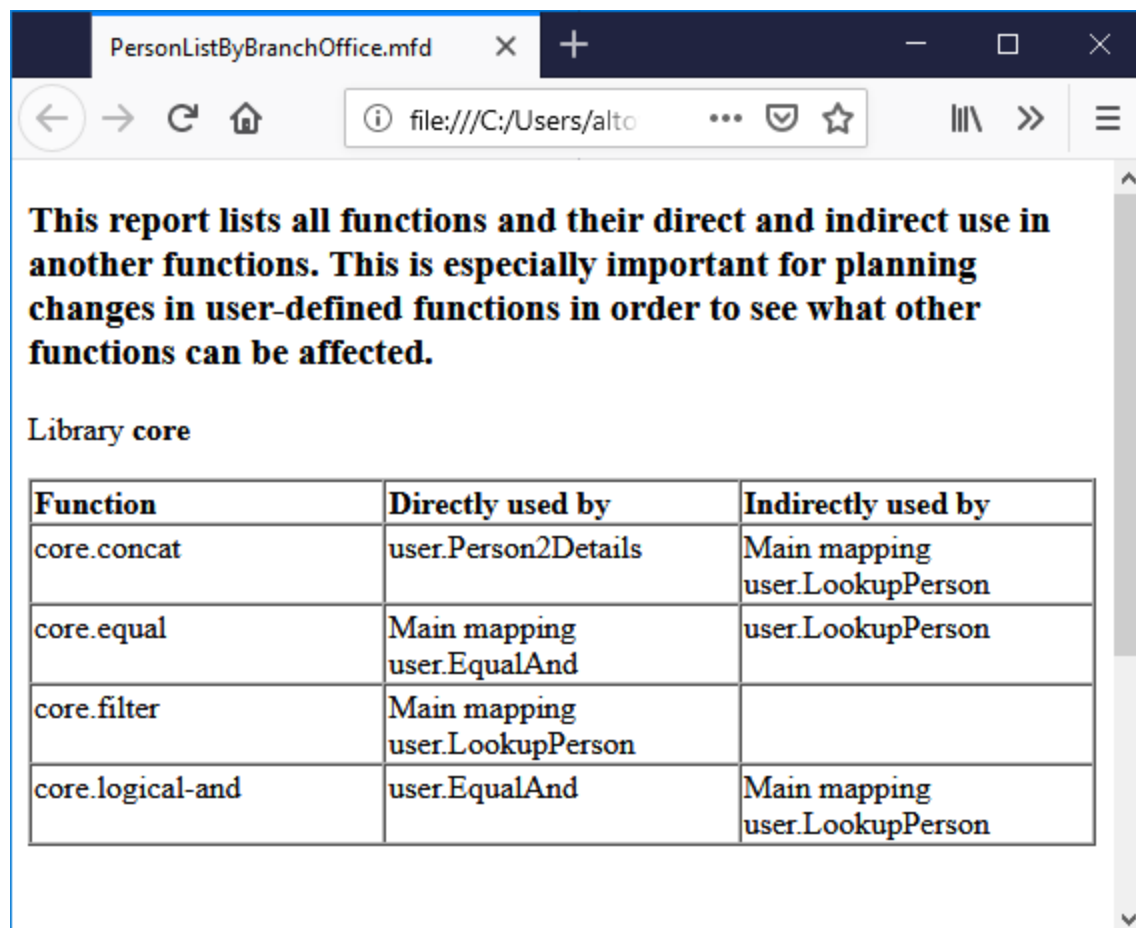 PersonListByBranchOffice.mfd
file:///C:/Users/alto
This report lists all functions and their direct and indirect use in
another functions. This is especially important for planning
changes in user-defined functions in order to see what other
functions can be affected.
Library core
Function Directly used by Indirectly used by
core.concat user.Person2Details Main mapping
user.LookupPerson
core.equal Main mapping user.LookupPerson
user.EqualAnd
core.filter Main mapping
user.LookupPerson
core.logical-and user.EqualAnd Main mapping
user.LookupPerson